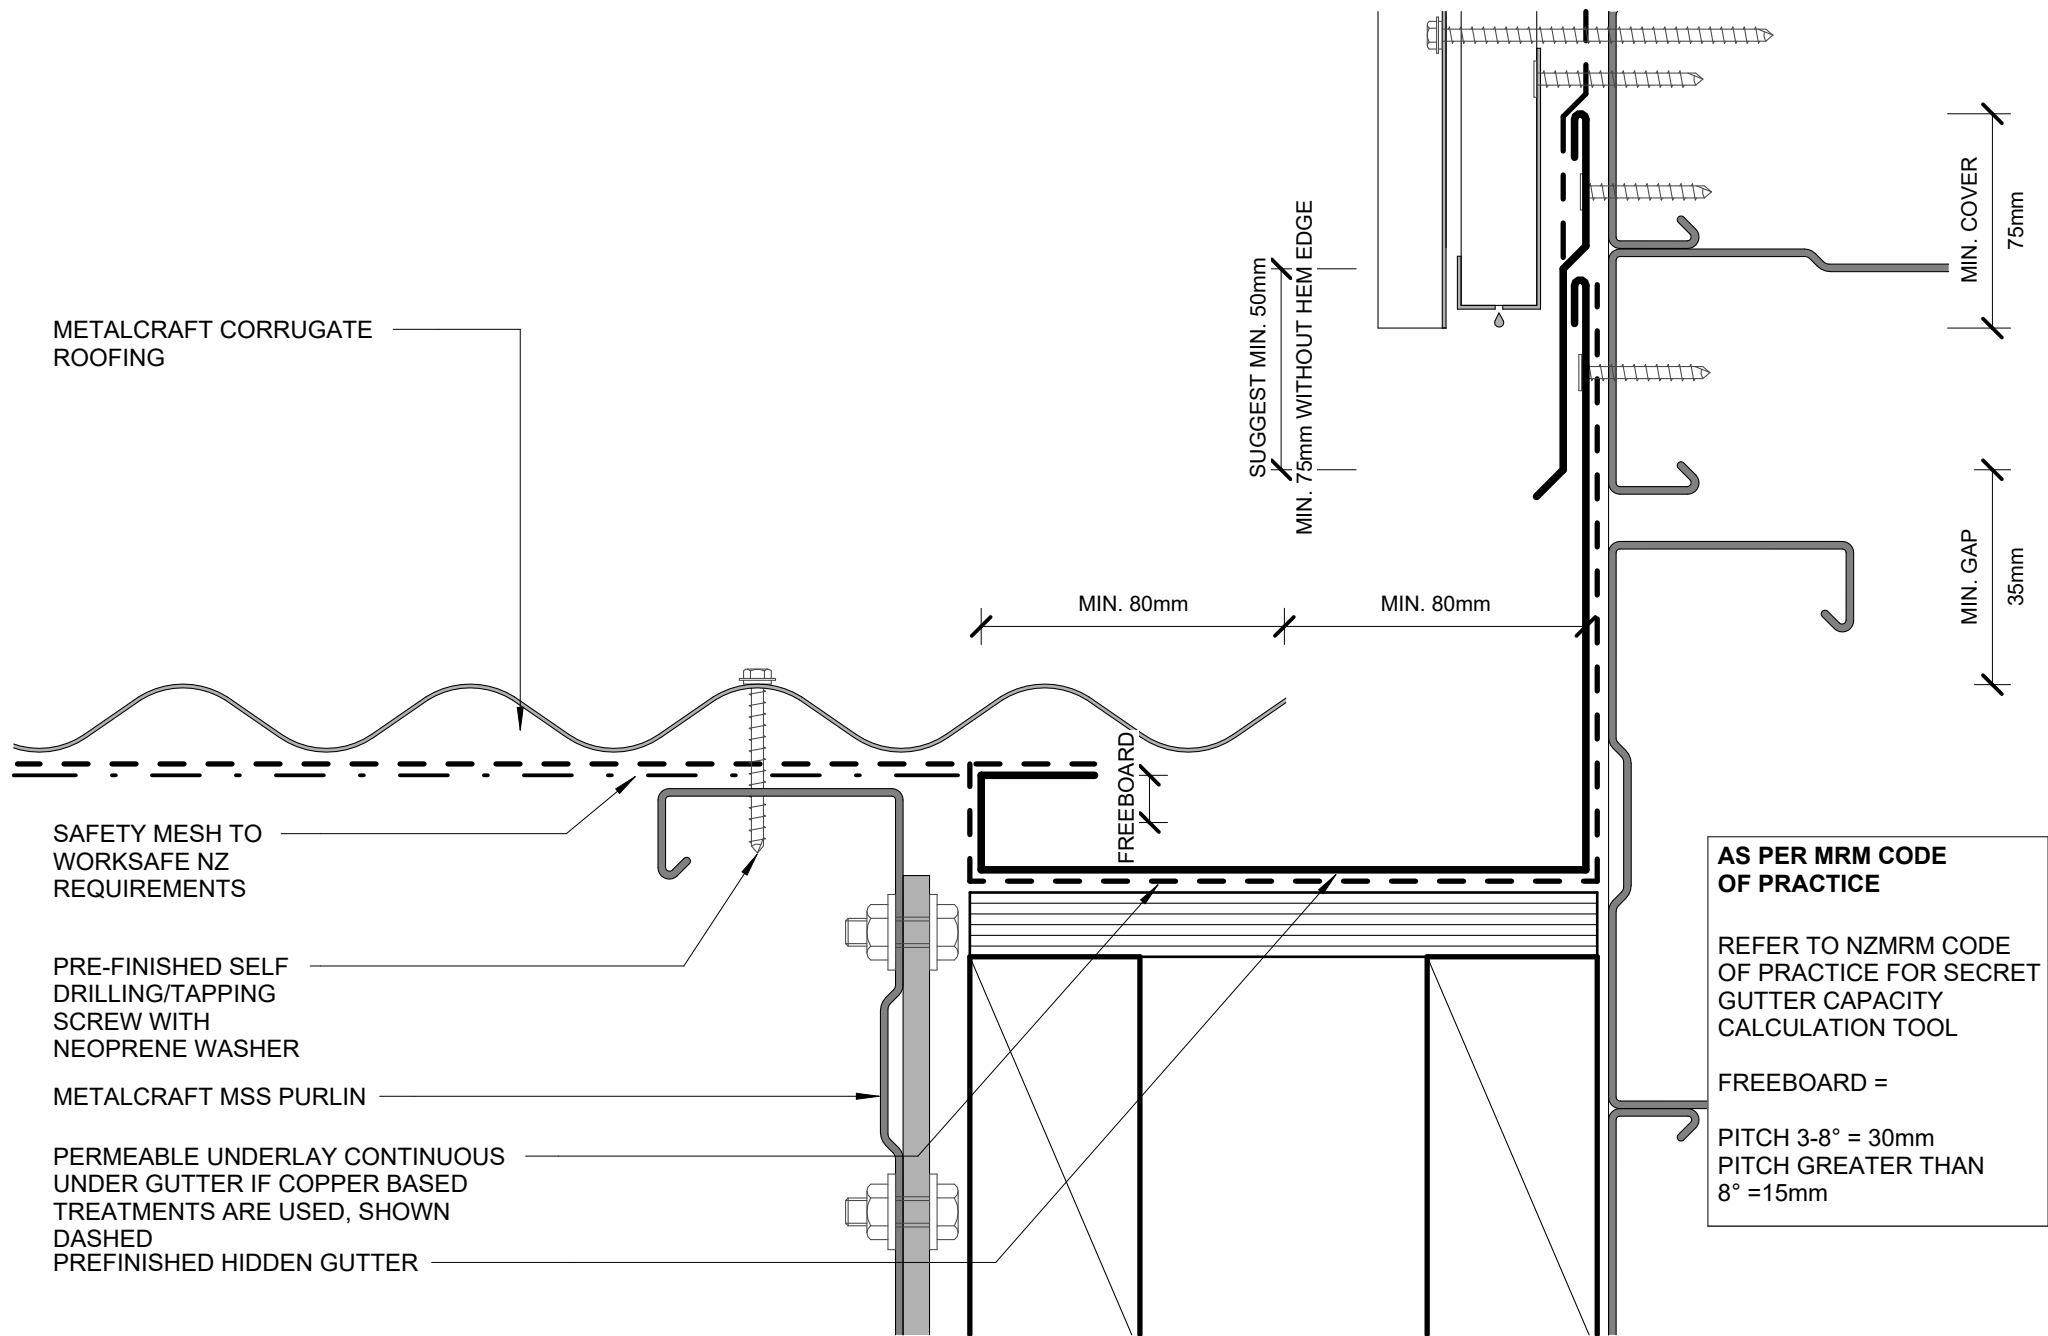 METALCRAFT CORRUGATE
ROOFING
SAFETY MESH TO
WORKSAFE NZ
REQUIREMENTS
PRE-FINISHED SELF
DRILLING/TAPPING
SCREW WITH
NEOPRENE WASHER
METALCRAFT MSS PURLIN
PERMEABLE UNDERLAY CONTINUOUS
UNDER GUTTER IF COPPER BASED
TREATMENTS ARE USED, SHOWN
DASHED
PREFINISHED HIDDEN GUTTER
SUGGEST MIN. 50mm
MIN. 75mm WITHOUT HEM EDGE
MIN. 80mm
MIN. 80mm
FREEBOARD
MIN. COVER
75mm
MIN. GAP
35mm
AS PER MRM CODE
OF PRACTICE
REFER TO NZMRM CODE
OF PRACTICE FOR SECRET
GUTTER CAPACITY
CALCULATION TOOL
FREEBOARD =
PITCH 3-8° = 30mm
PITCH GREATER THAN
8° =15mm